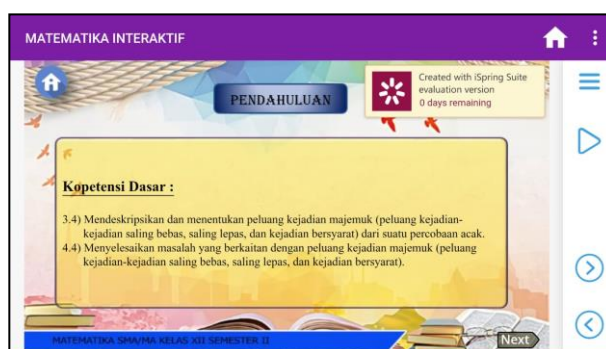 MATEMATIKA INTERAKTIF
PENDAHULUAN
Created with iSpring Suite
evaluation version
0 days remaining
Kopetensi Dasar :
3.4) Mendeskripsikan dan menentukan peluang kejadian majemuk (peluang kejadian-
kejadian saling bebas, saling lepas, dan kejadian bersyarat) dari suatu percobaan acak.
4.4) Menyelesaikan masalah yang berkaitan dengan peluang kejadian majemuk (peluang
kejadian-kejadian saling bebas, saling lepas, dan kejadian bersyarat).
MATEMATIKA SMA/MA KELAS XII SEMESTER II
Next